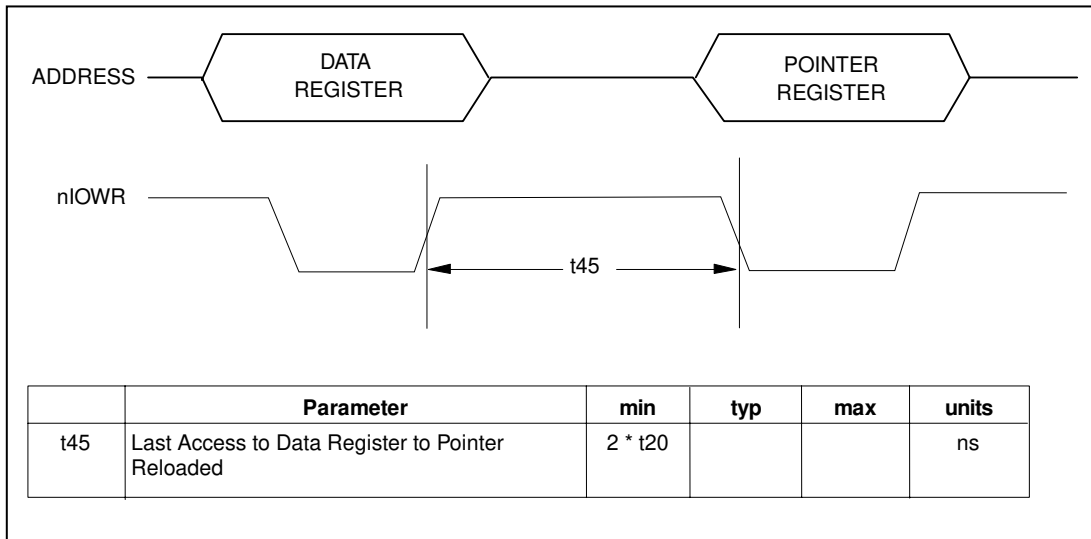 ADDRESS
DATA
REGISTER
POINTER
REGISTER
nIOWR
t45
Parameter min typ max units
t45 Last Access to Data Register to Pointer 2 * t20 ns
Reloaded